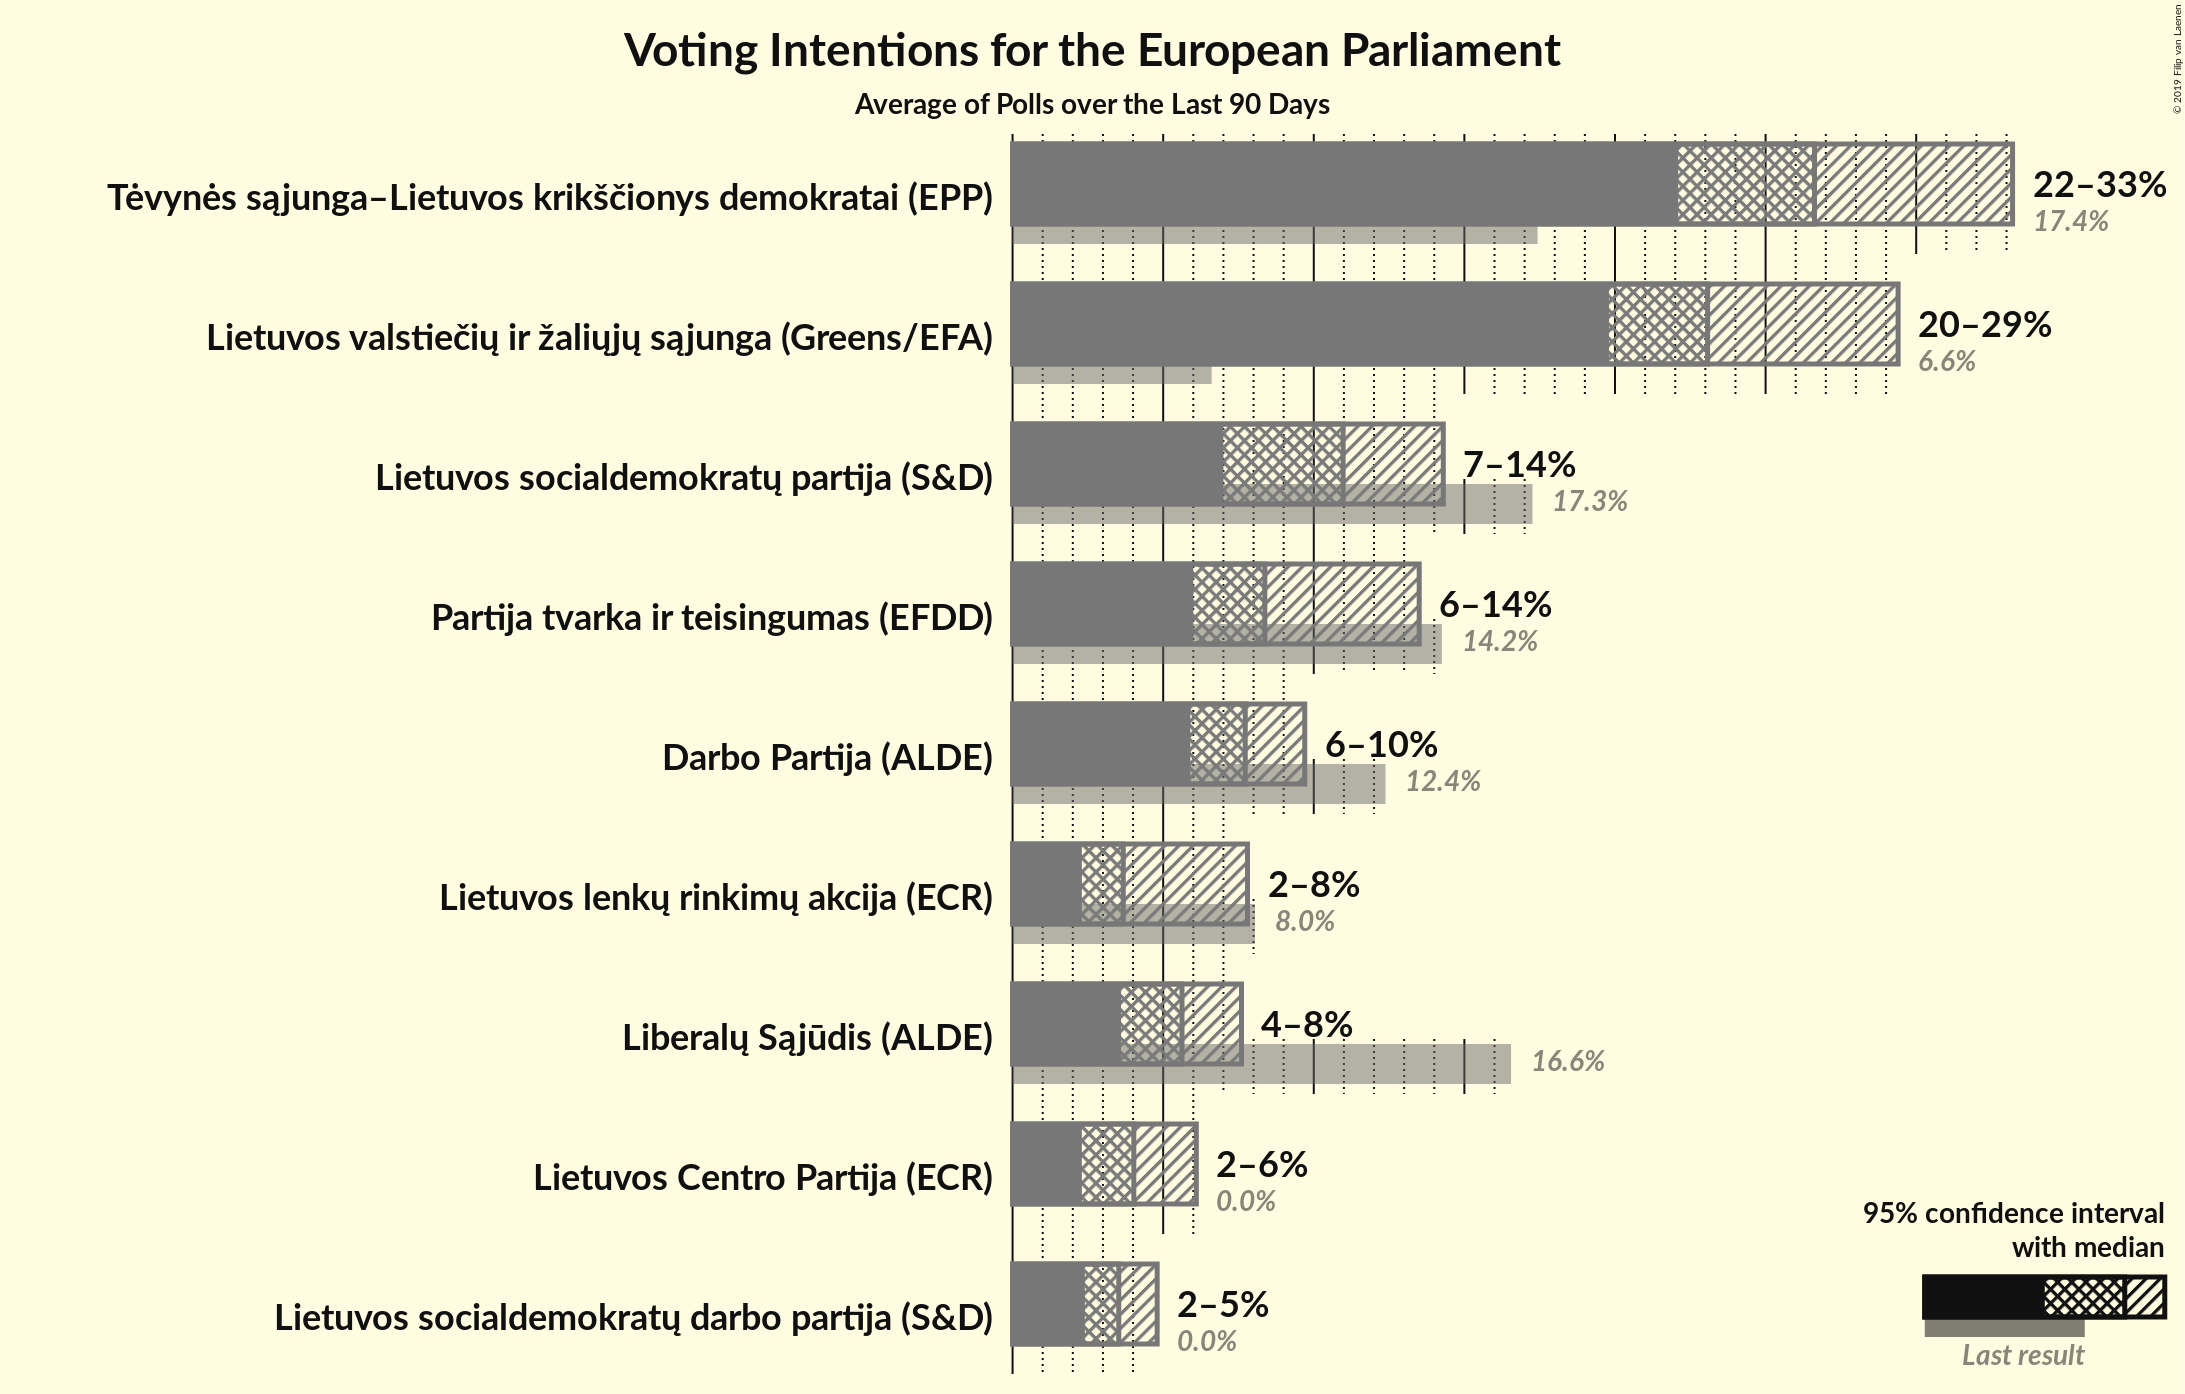 Voting Intentions for the European Parliament
Average of Polls over the Last 90 Days
© 2019 Filip van Laenen
Tėvynės sąjunga–Lietuvos krikščionys demokratai (EPP)
22–33%
17.4%
Lietuvos valstiečių ir žaliųjų sąjunga (Greens/EFA)
20–29%
6.6%
Lietuvos socialdemokratų partija (S&D)
7–14%
17.3%
Partija tvarka ir teisingumas (EFDD)
6–14%
14.2%
Darbo Partija (ALDE)
6–10%
12.4%
Lietuvos lenkų rinkimų akcija (ECR)
2–8%
8.0%
Liberalų Sąjūdis (ALDE)
4–8%
16.6%
Lietuvos Centro Partija (ECR)
2–6%
0.0%
Lietuvos socialdemokratų darbo partija (S&D)
2–5%
0.0%
95% confidence interval
with median
Last result